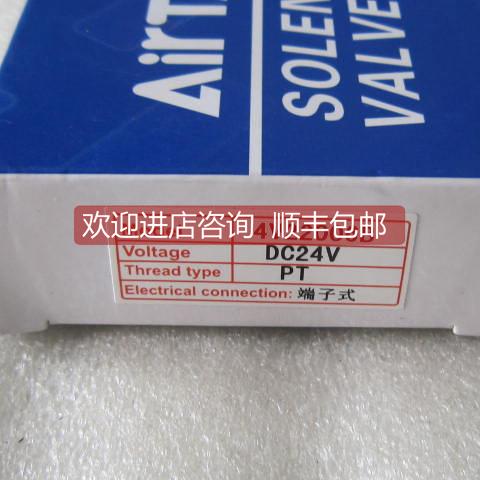 AirTA
SOLEN
VALVE
欢迎进店咨询 顺丰包邮
Voltage DC24V
Thread type PT
Electrical connection: 端子式